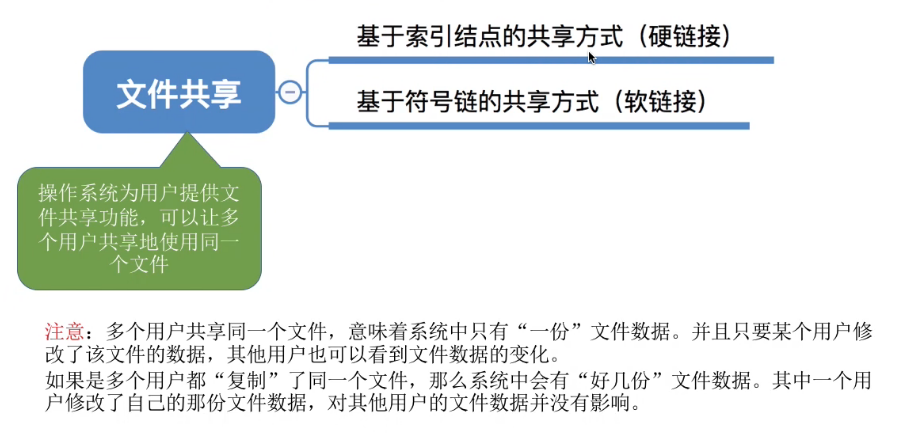 基于索引结点的共享方式（硬链接）
文件共享
基于符号链的共享方式（软链接）
操作系统为用户提供文
件共享功能，可以让多
个用户共享地使用同一
个文件
注意：多个用户共享同一个文件，意味着系统中只有“一份”文件数据。并且只要某个用户修
改了该文件的数据，其他用户也可以看到文件数据的变化。
如果是多个用户都“复制”了同一个文件，那么系统中会有“好几份”文件数据。其中一个用
户修改了自己的那份文件数据，对其他用户的文件数据并没有影响。